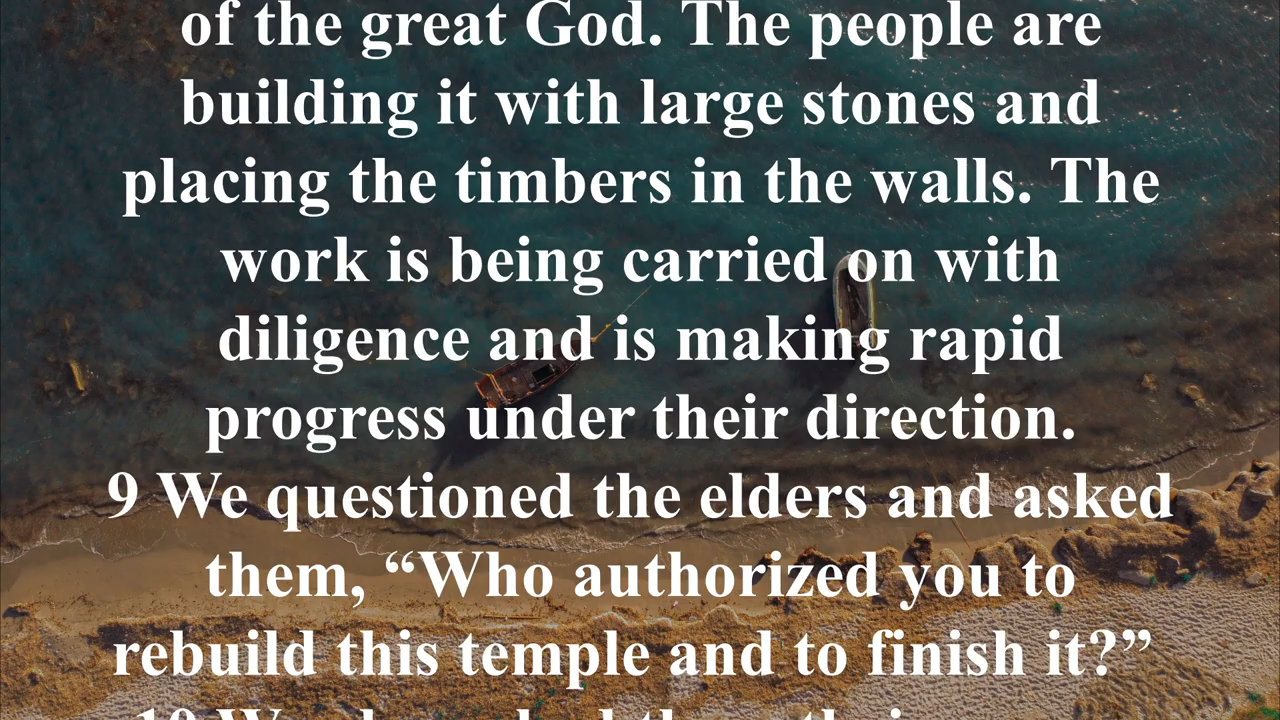 of the great God. The people are
building it with large stones and
placing the timbers in the walls. The
work is being carried on with
diligence and is making rapid
progress under their direction.
9 We questioned the elders and asked
them, “Who authorized you to
rebuild this temple and to finish it?”